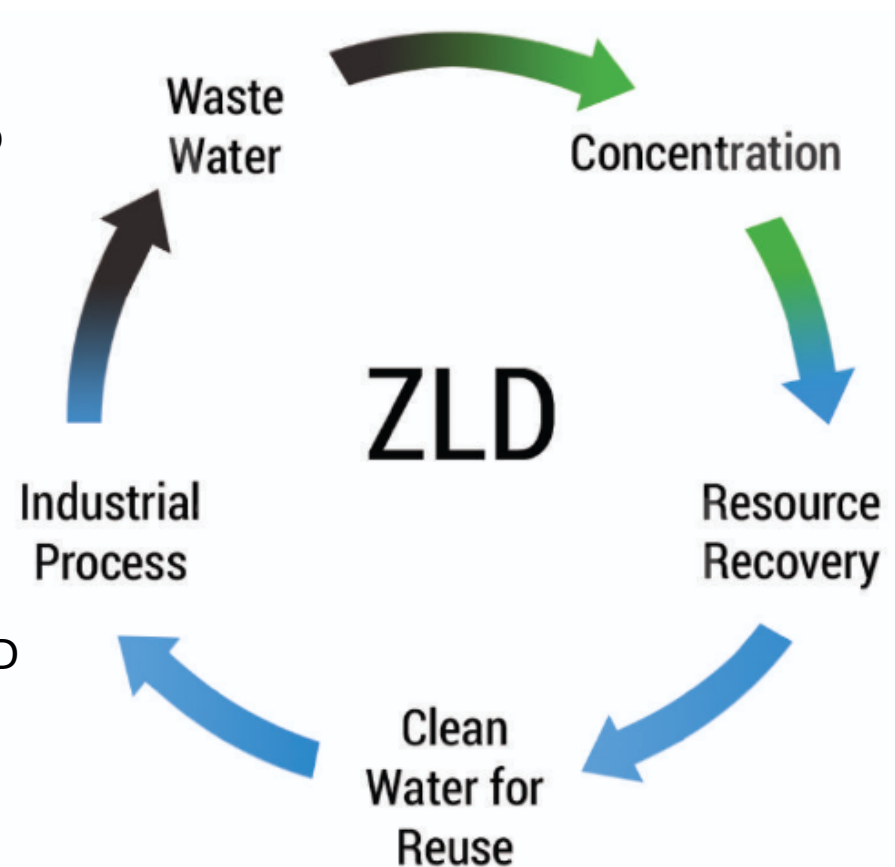 Waste
Water
Concentration
ZLD
Industrial
Process
Resource
Recovery
D
Clean
Water for
Reuse